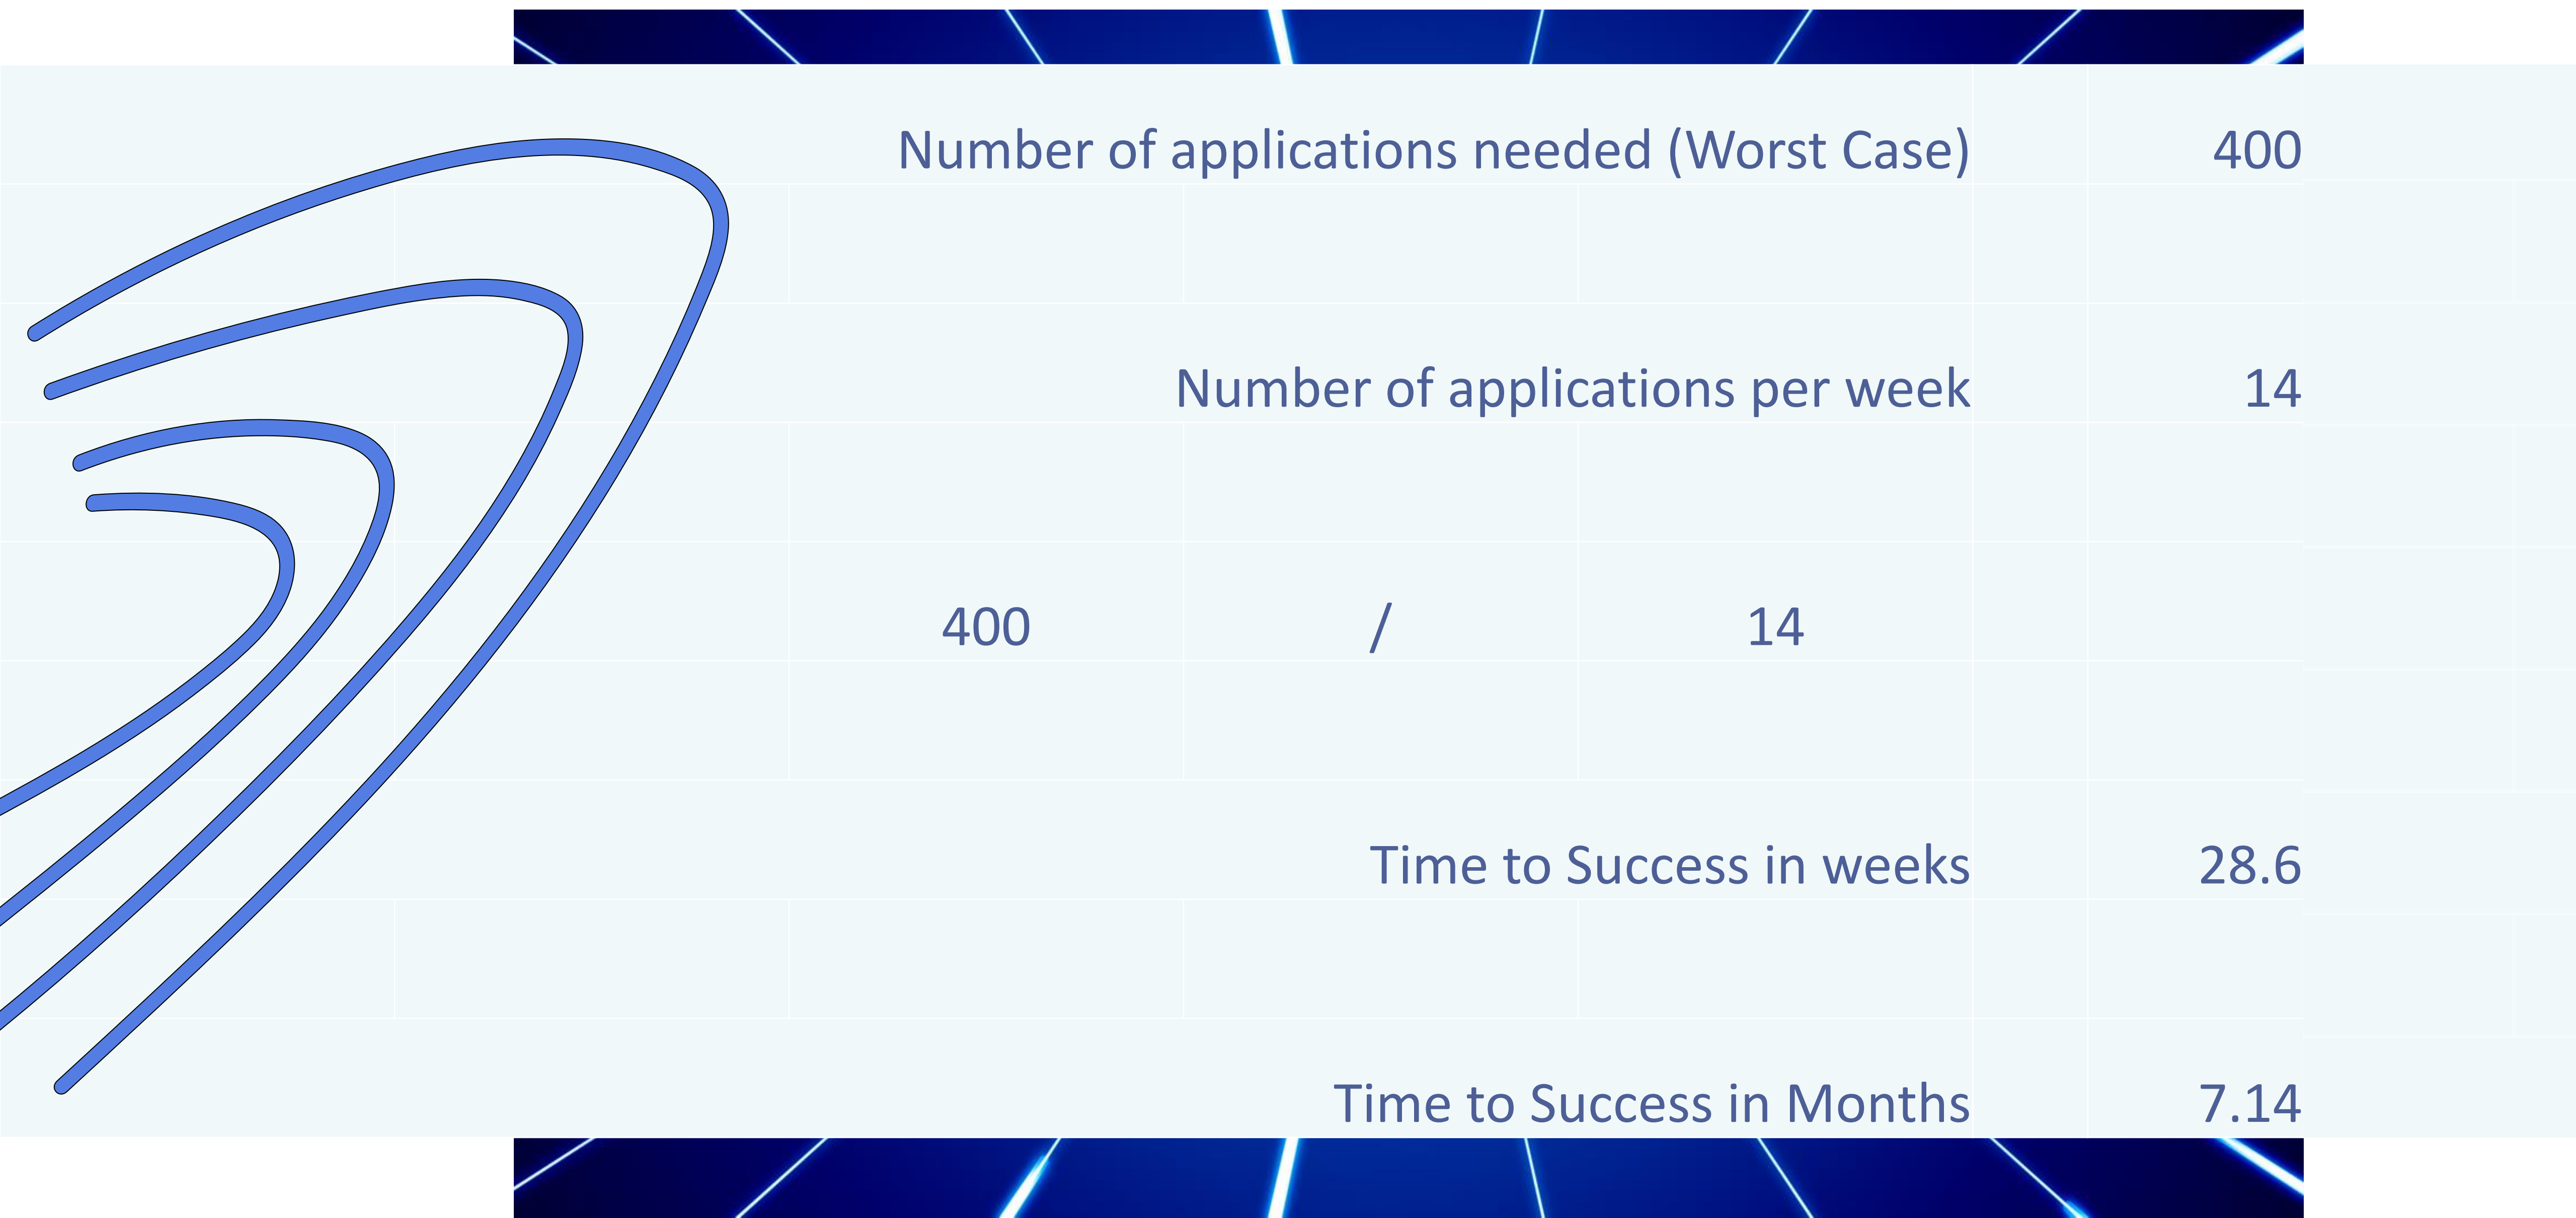 Number of applications needed (Worst Case) 400
Number of applications per week 14
400 / 14
Time to Success in weeks 28.6
Time to Success in Months 7.14